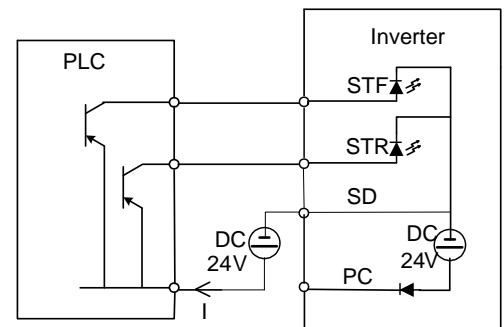 Inverter
PLC
STF
STR
SD
DC
24V
DC
24V
PC
I